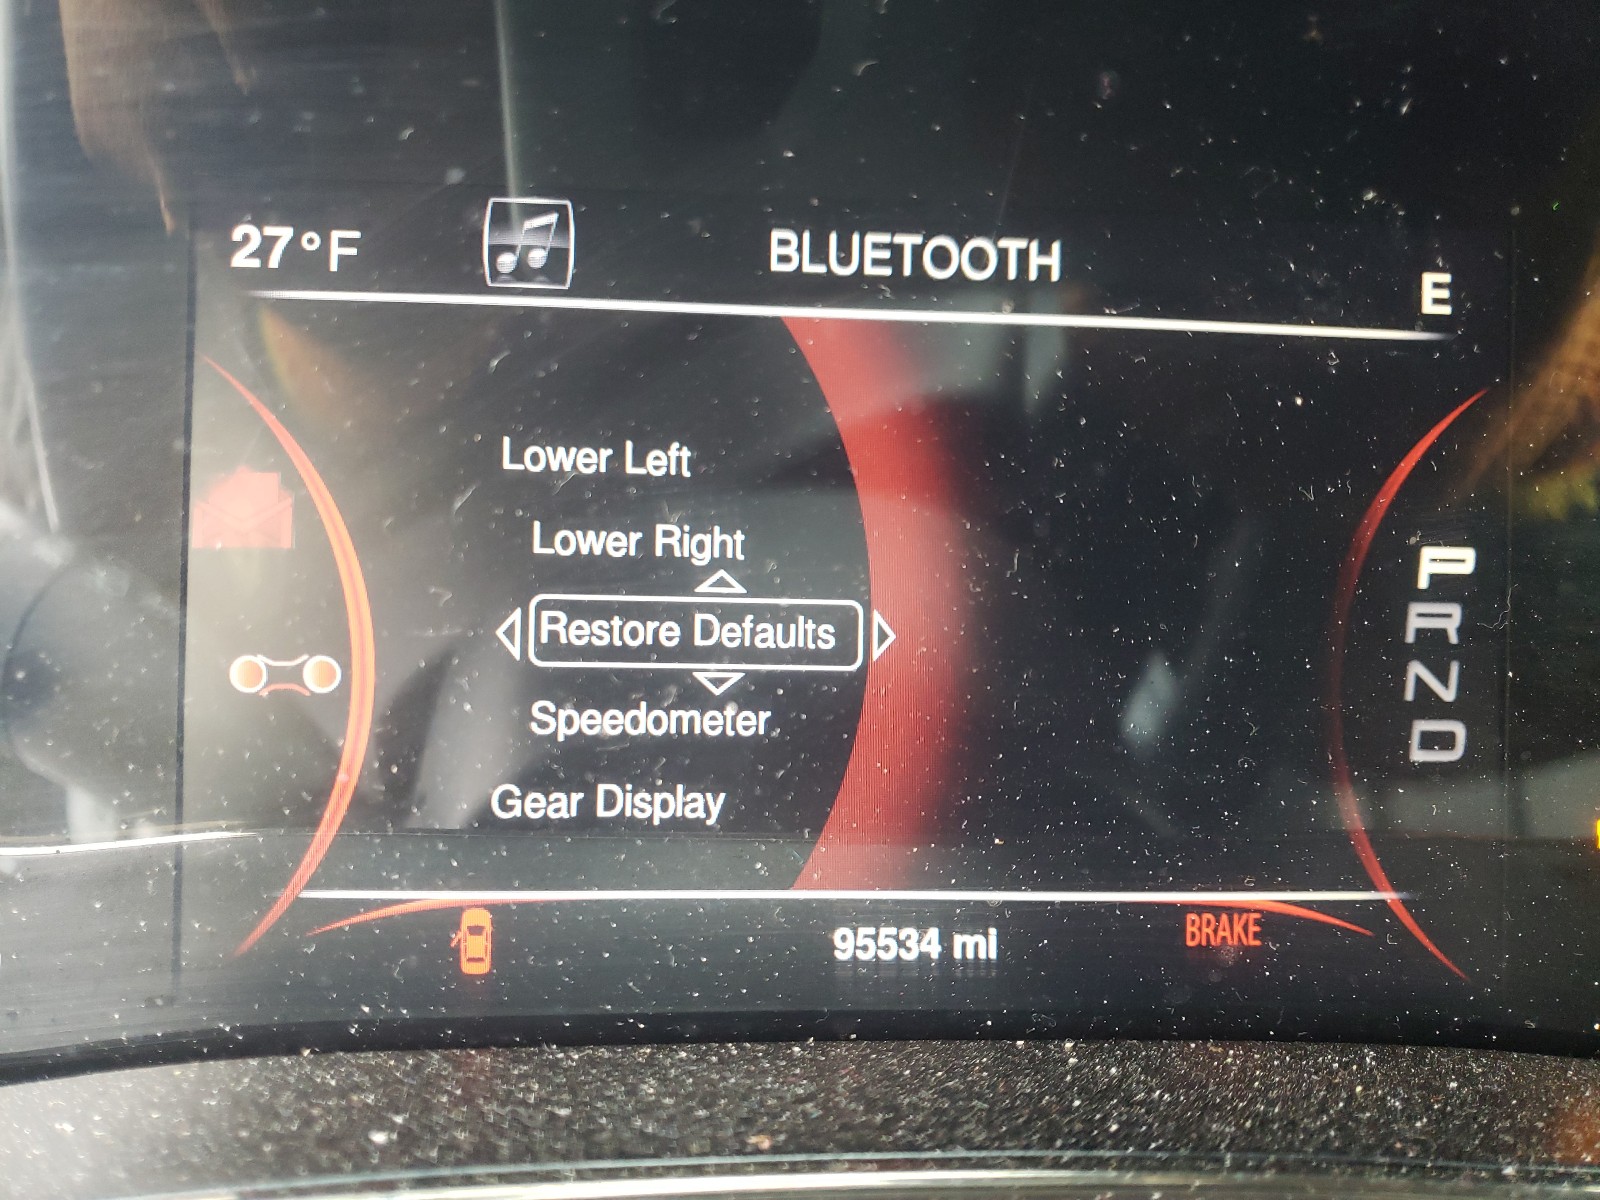 27°F
BLUETOOTH
E
Lower Left
Lower Right
Restore Defaults
Speedometer
Gear Display
P
R
N
D
95534 mi
BRAKE